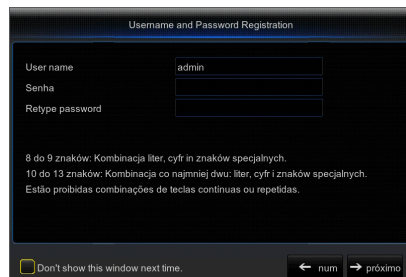 Username and Password Registration
User name admin
Senha
Retype password
8 do 9 znaków: Kombinacja liter, cyfr in znaków specjalnych.
10 do 13 znaków: Kombinacja co najmniej dwu: liter, cyfr i znaków specjalnych.
Estão proibidas combinações de teclas contínuas ou repetidas.
Don't show this window next time.
← num → próximo